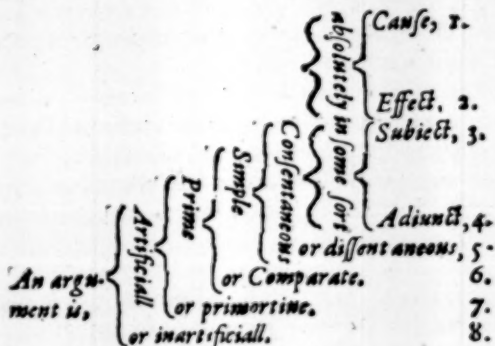 Cauſe, 1.
absolutely
Effect, 2.
in ſome ſort
Subiect, 3.
Adiunct, 4.
Conſentaneous
or diſſentaneous, 5.
Simple
or Comparate. 6.
Prime
or primortine. 7.
Artificiall
or inartificiall. 8.
An argu-
ment is,